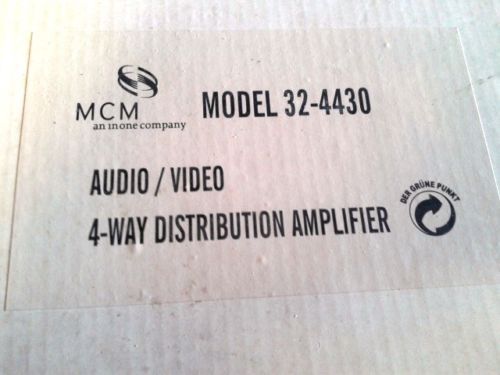 MCM
an inone company
MODEL 32-4430
AUDIO / VIDEO
4-WAY DISTRIBUTION AMPLIFIER
DER GRÜNE PUNKT